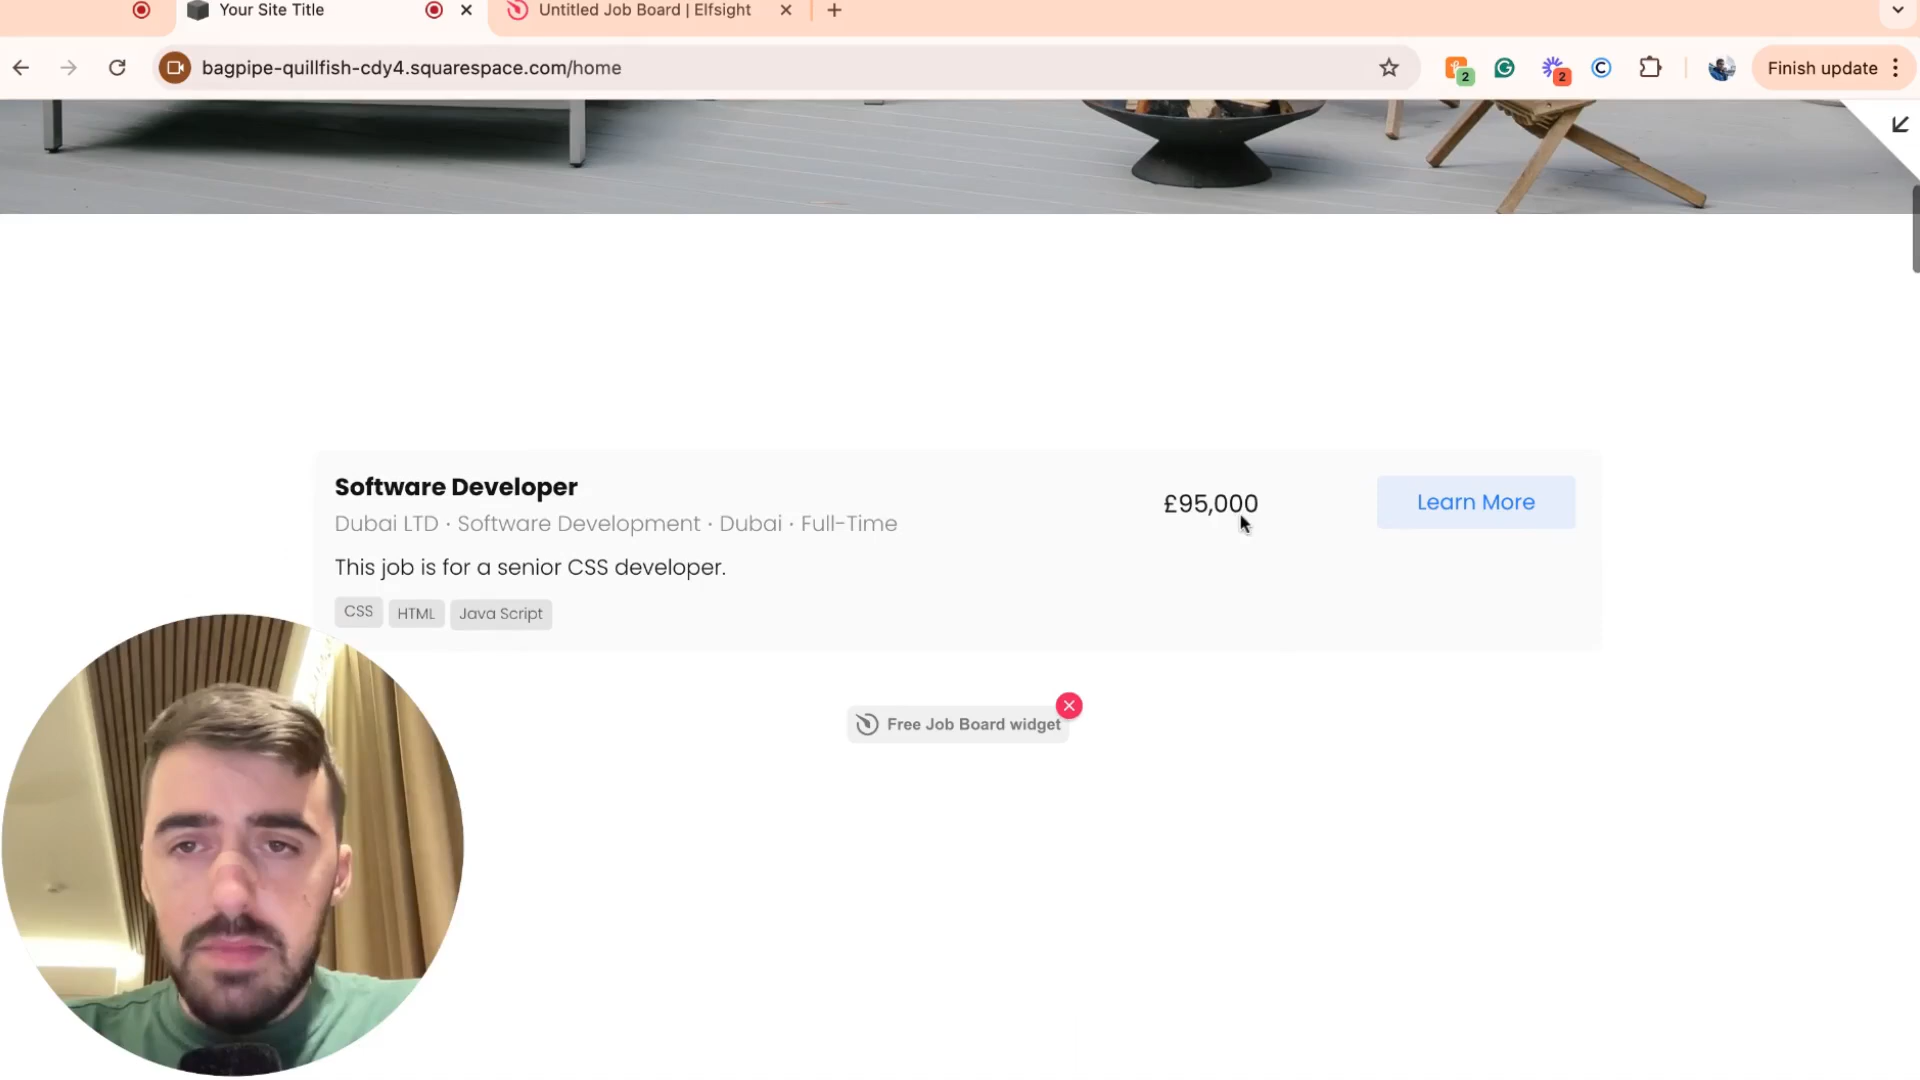 Your Site Title
Untitled Job Board | Elfsight
bagpipe-quillfish-cdy4.squarespace.com/home
2
2
Finish update
Software Developer
£95,000
Learn More
Dubai LTD · Software Development · Dubai · Full-Time
This job is for a senior CSS developer.
CSS
HTML
Java Script
Free Job Board widget